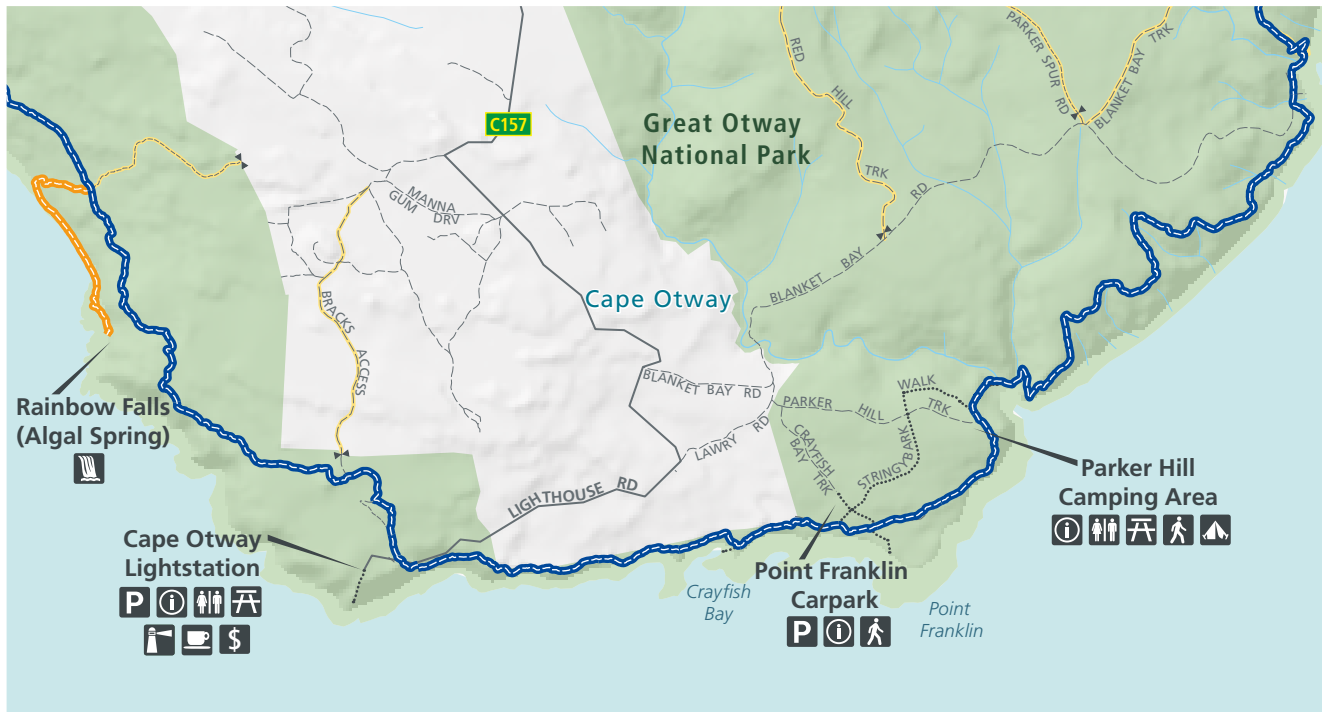 C157
Great Otway
National Park
RED
HILL
TRK
PARKER SPUR RD
BLANKET BAY TRK
BLANKET BAY RD
MANNA
GUM DRV
Cape Otway
BRACKS
ACCESS
BLANKET BAY RD
WALK
PARKER HILL TRK
LAWRY RD
CRAYFISH
BAY TRK
STRINGYBARK
LIGHTHOUSE RD
Rainbow Falls
(Algal Spring)
Parker Hill
Camping Area
i
Cape Otway
Lightstation
P i
$
Point Franklin
Carpark
P i
Crayfish
Bay
Point
Franklin